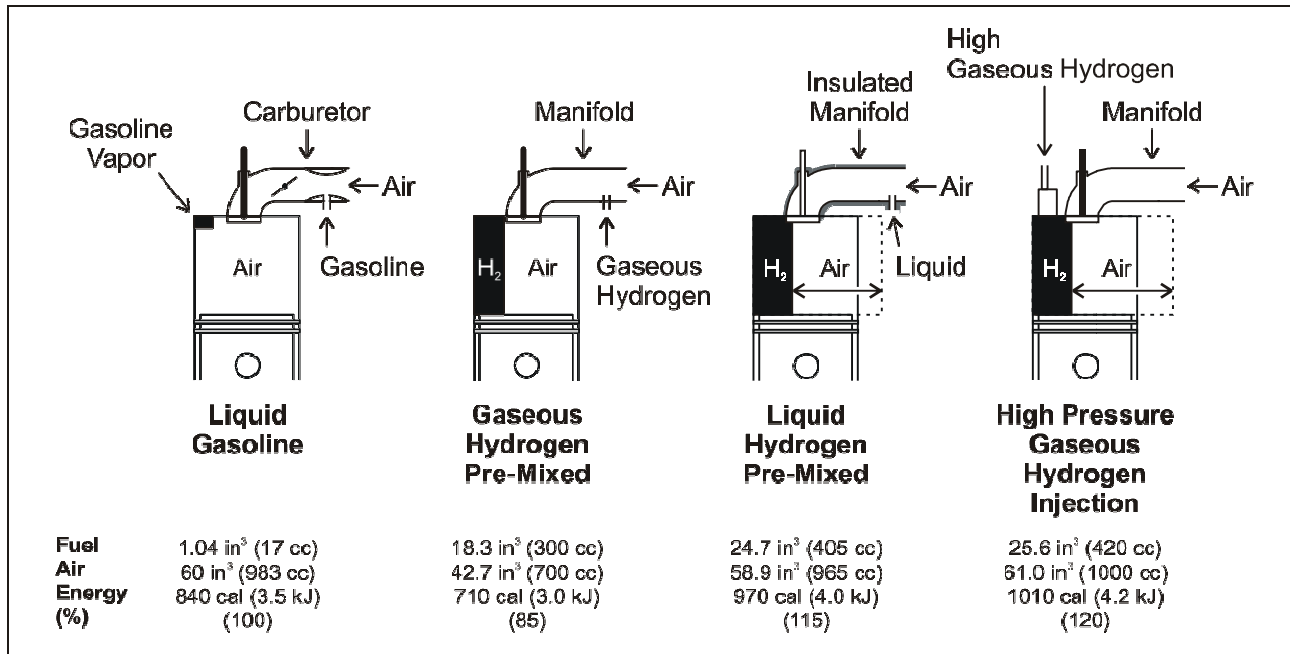 High
Gaseous Hydrogen
Insulated
Manifold
Carburetor
Manifold
Manifold
Gasoline
Vapor
Air
Air
Air
Air
Air
Gasoline
H₂
Air
Gaseous
Hydrogen
H₂
Air
Liquid
H₂
Air
Liquid
Gasoline
Gaseous
Hydrogen
Pre-Mixed
Liquid
Hydrogen
Pre-Mixed
High Pressure
Gaseous
Hydrogen
Injection
Fuel 1.04 in³ (17 cc) 18.3 in³ (300 cc) 24.7 in³ (405 cc) 25.6 in³ (420 cc)
Air 60 in³ (983 cc) 42.7 in³ (700 cc) 58.9 in³ (965 cc) 61.0 in³ (1000 cc)
Energy 840 cal (3.5 kJ) 710 cal (3.0 kJ) 970 cal (4.0 kJ) 1010 cal (4.2 kJ)
(%) (100) (85) (115) (120)